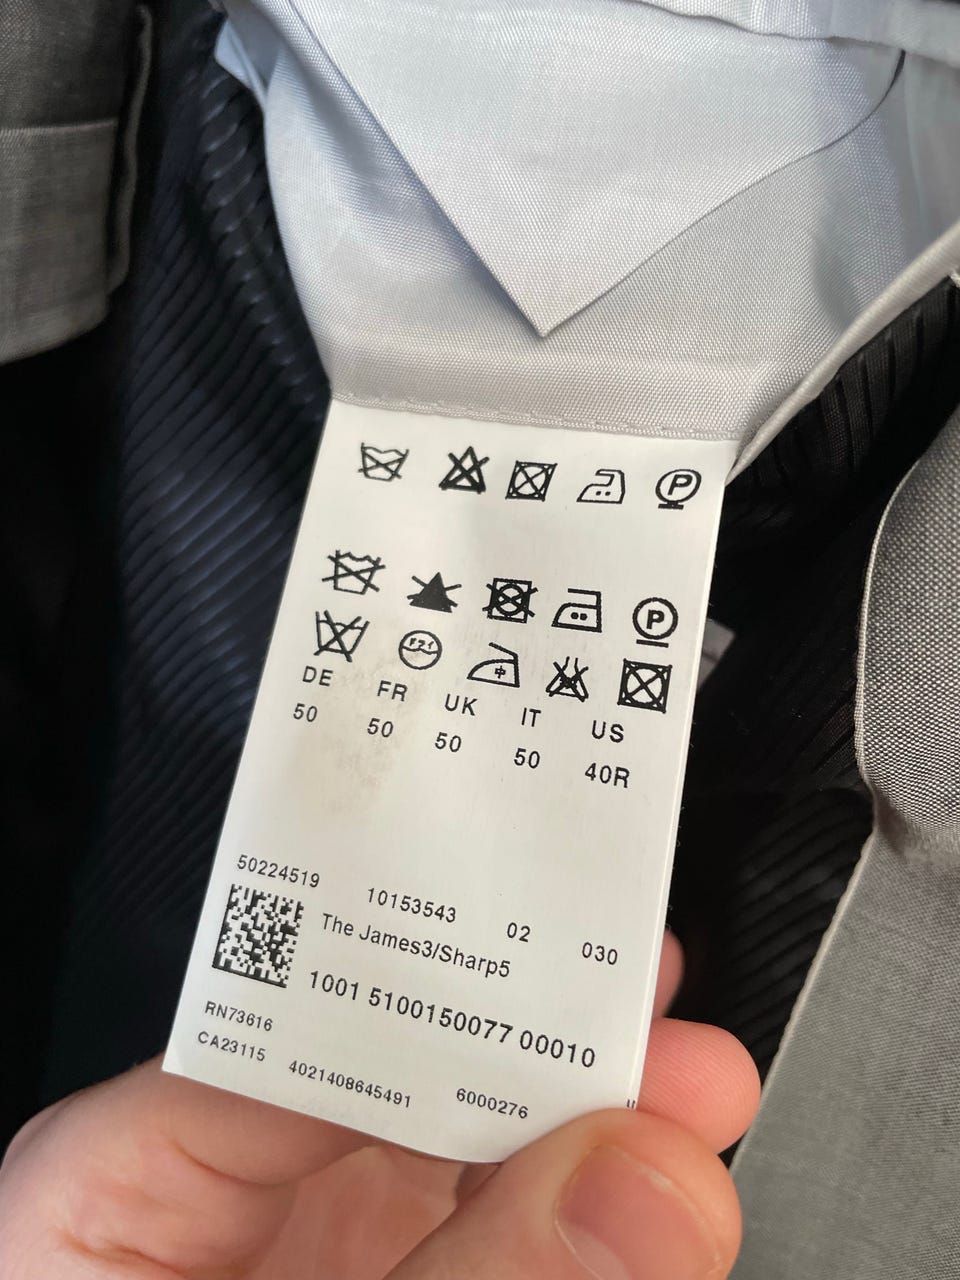 P
P
DE FR UK IT US
50 50 50 50 40R
50224519 10153543 02 030
The James3/Sharp5
1001 5100150077 00010
RN73616
CA23115 4021408645491 6000276